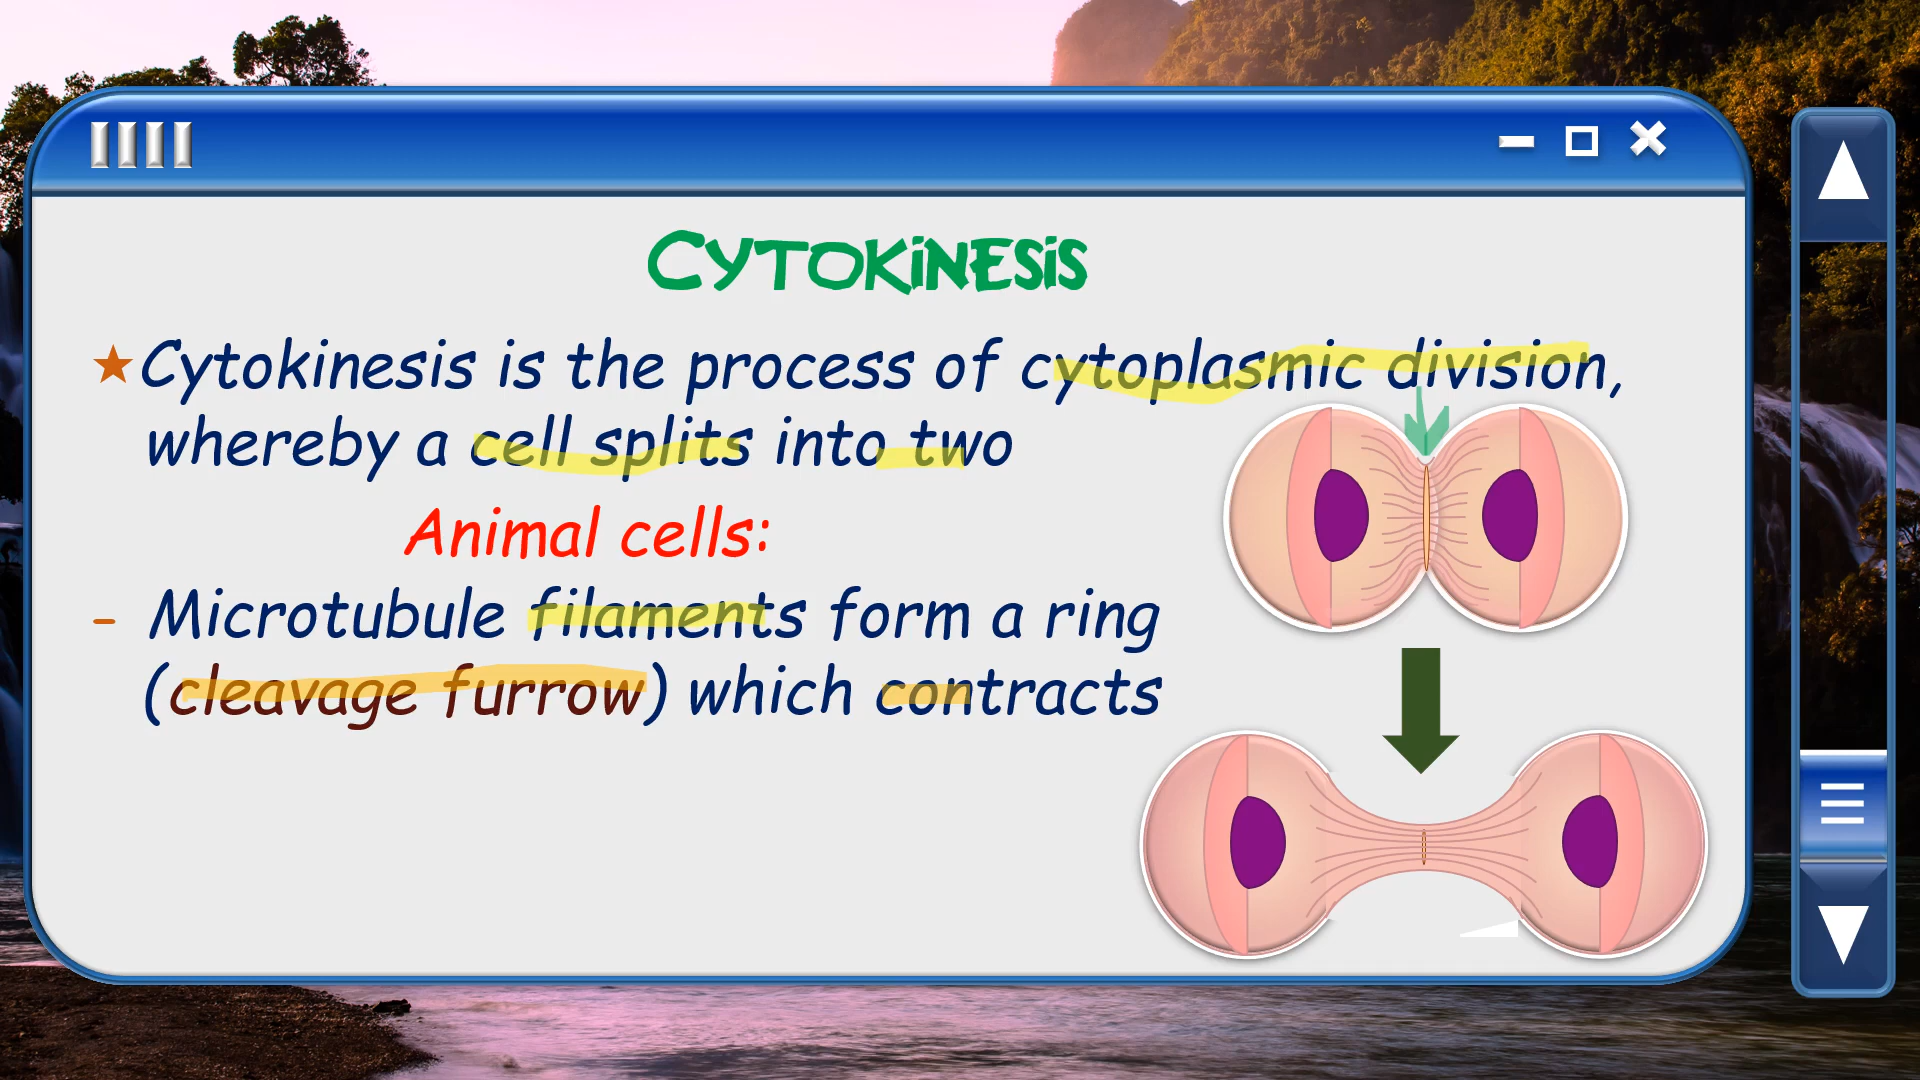 CYTOKINESIS
Cytokinesis is the process of cytoplasmic division,
whereby a cell splits into two
Animal cells:
- Microtubule filaments form a ring
(cleavage furrow) which contracts